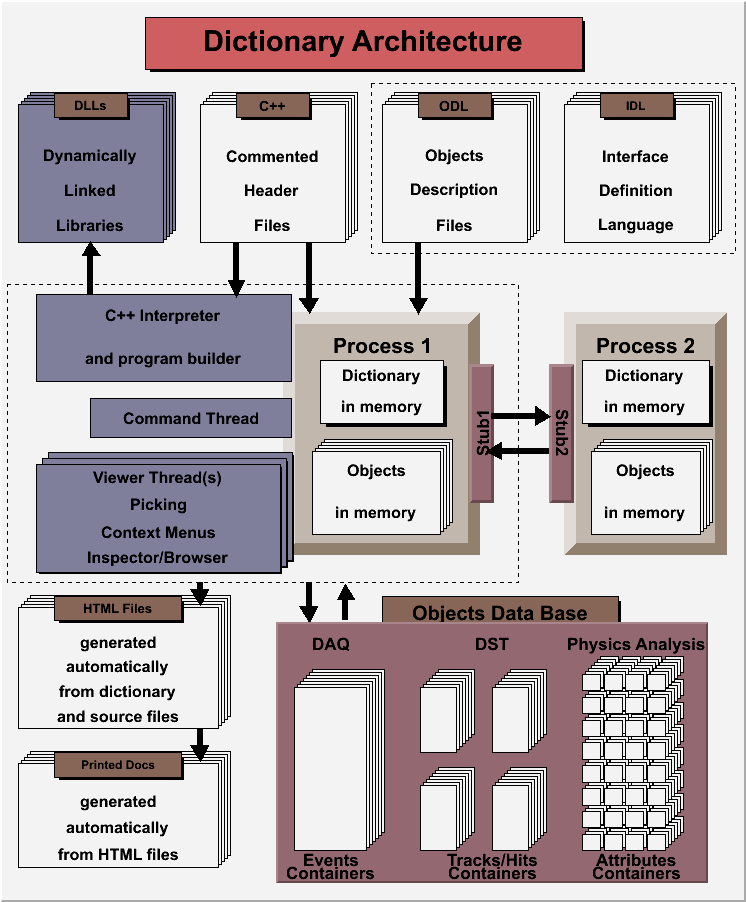 Dictionary Architecture
DLLs
Dynamically
Linked
Libraries
C++
Commented
Header
Files
ODL
Objects
Description
Files
IDL
Interface
Definition
Language
C++ Interpreter
and program builder
Command Thread
Viewer Thread(s)
Picking
Context Menus
Inspector/Browser
Process 1
Dictionary
in memory
Objects
in memory
Stub1
Stub2
Process 2
Dictionary
in memory
Objects
in memory
HTML Files
generated
automatically
from dictionary
and source files
Printed Docs
generated
automatically
from HTML files
Objects Data Base
DAQ
Events
Containers
DST
Tracks/Hits
Containers
Physics Analysis
Attributes
Containers